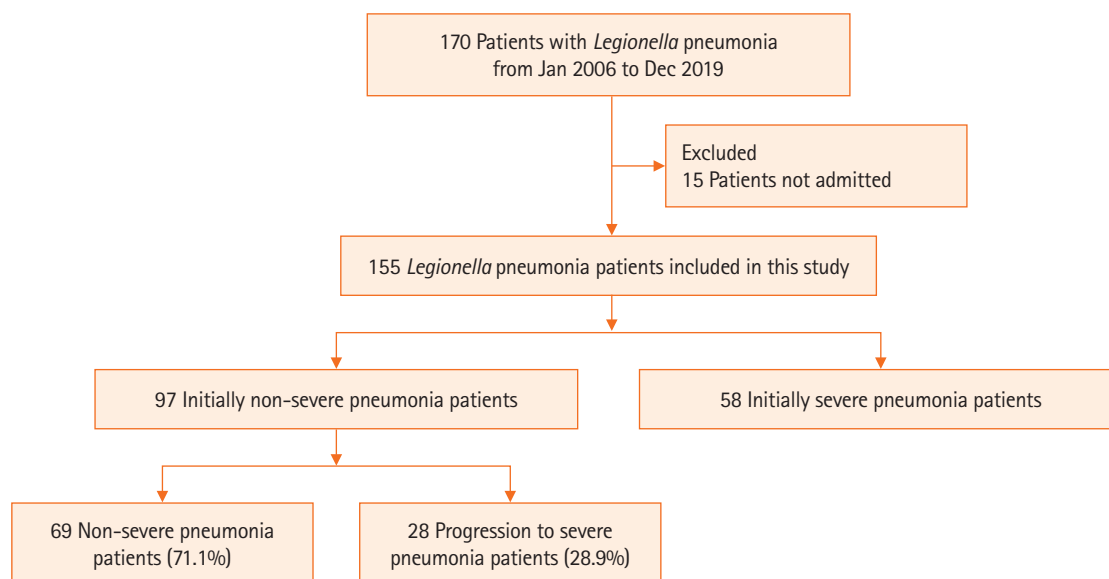 170 Patients with Legionella pneumonia
from Jan 2006 to Dec 2019
Excluded
15 Patients not admitted
155 Legionella pneumonia patients included in this study
97 Initially non-severe pneumonia patients
58 Initially severe pneumonia patients
69 Non-severe pneumonia
patients (71.1%)
28 Progression to severe
pneumonia patients (28.9%)